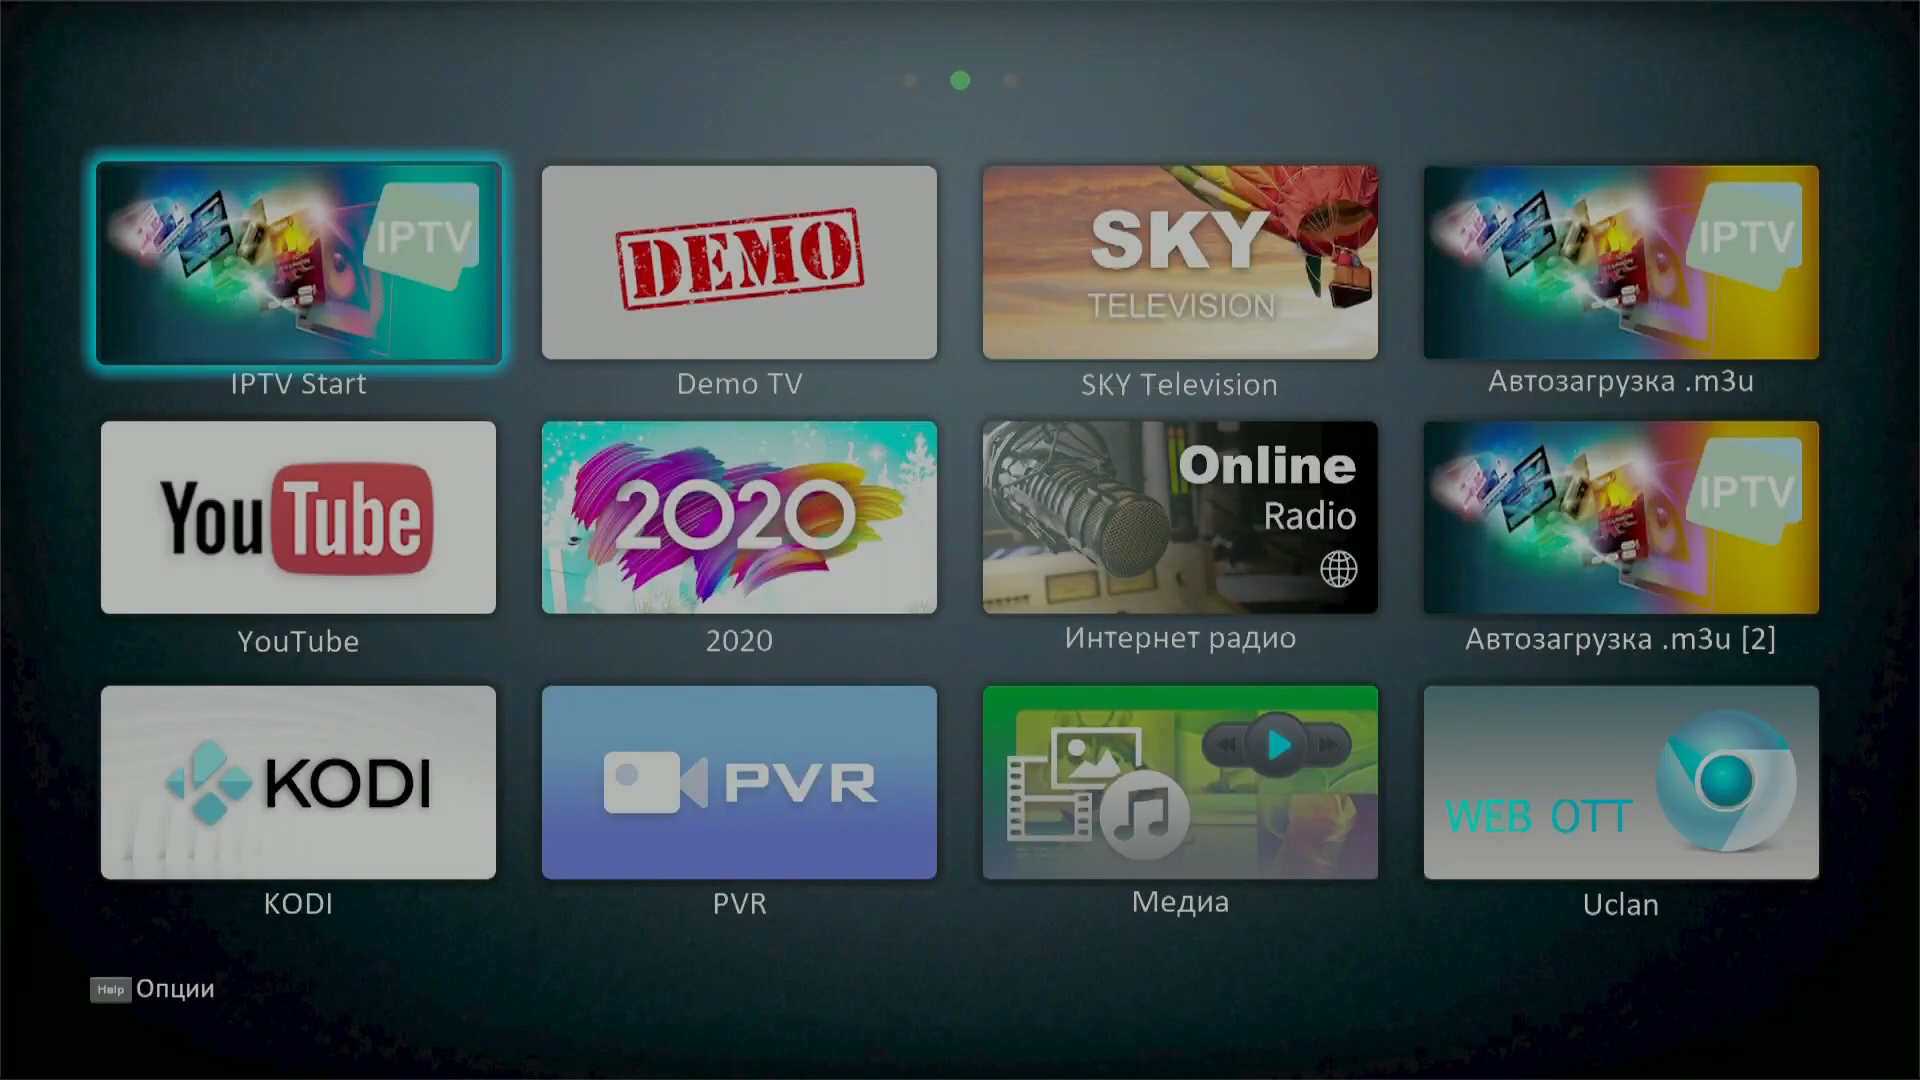 IPTV
DEMO
SKY
TELEVISION
IPTV
IPTV Start
Demo TV
SKY Television
Автозагрузка .m3u
YouTube
2020
Online
Radio
IPTV
YouTube
2020
Интернет радио
Автозагрузка .m3u [2]
KODI
PVR
WEB OTT
KODI
PVR
Медиа
Uclan
Help Опции